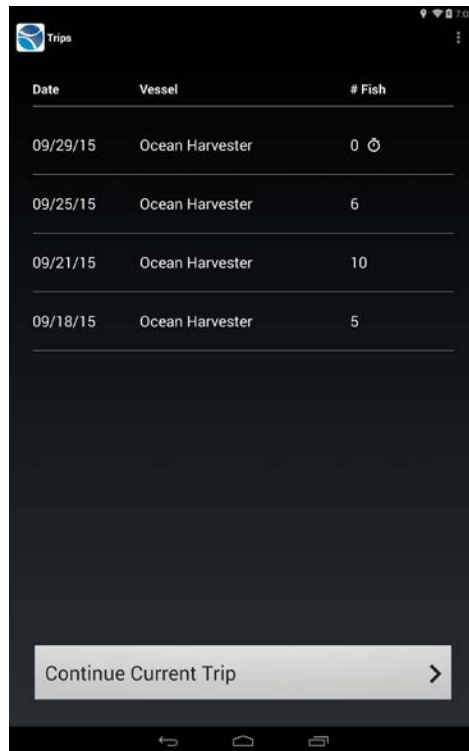 Trips
Date Vessel # Fish
09/29/15 Ocean Harvester 0
09/25/15 Ocean Harvester 6
09/21/15 Ocean Harvester 10
09/18/15 Ocean Harvester 5
Continue Current Trip